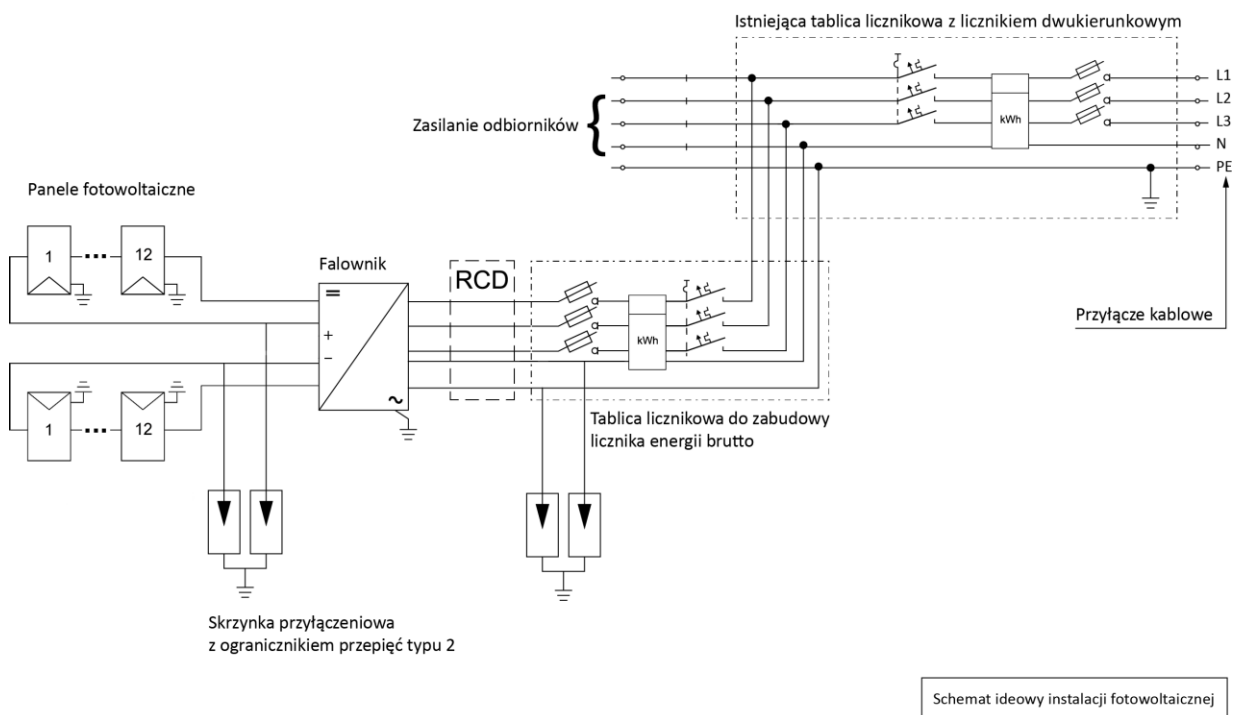 Istniejąca tablica licznikowa z licznikiem dwukierunkowym
L1
L2
kWh
L3
Zasilanie odbiorników
N
PE
Panele fotowoltaiczne
1
12
Falownik
RCD
=
+
−
~
kWh
Przyłącze kablowe
1
12
Tablica licznikowa do zabudowy
licznika energii brutto
Skrzynka przyłączeniowa
z ogranicznikiem przepięć typu 2
Schemat ideowy instalacji fotowoltaicznej